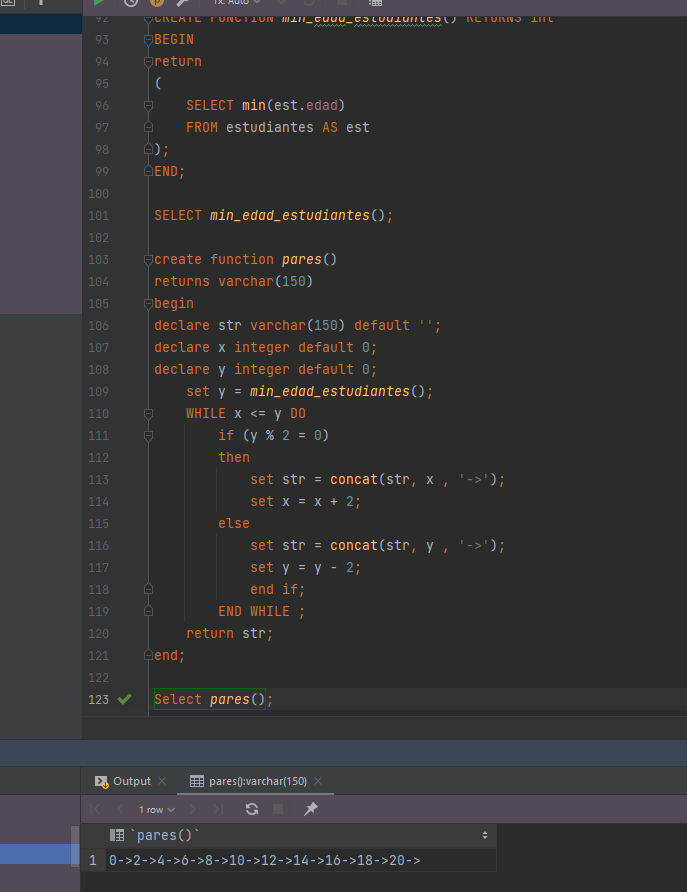 Tx: Auto
92 CREATE FUNCTION min_edad_estudiantes() RETURNS int
93 BEGIN
94 return
95 (
96 SELECT min(est.edad)
97 FROM estudiantes AS est
98 );
99 END;
100
101 SELECT min_edad_estudiantes();
102
103 create function pares()
104 returns varchar(150)
105 begin
106 declare str varchar(150) default '';
107 declare x integer default 0;
108 declare y integer default 0;
109 set y = min_edad_estudiantes();
110 WHILE x <= y DO
111 if (y % 2 = 0)
112 then
113 set str = concat(str, x , '->');
114 set x = x + 2;
115 else
116 set str = concat(str, y , '->');
117 set y = y - 2;
118 end if;
119 END WHILE ;
120 return str;
121 end;
122
123 Select pares();
Output pares():varchar(150)
1 row
`pares()`
1 0->2->4->6->8->10->12->14->16->18->20->